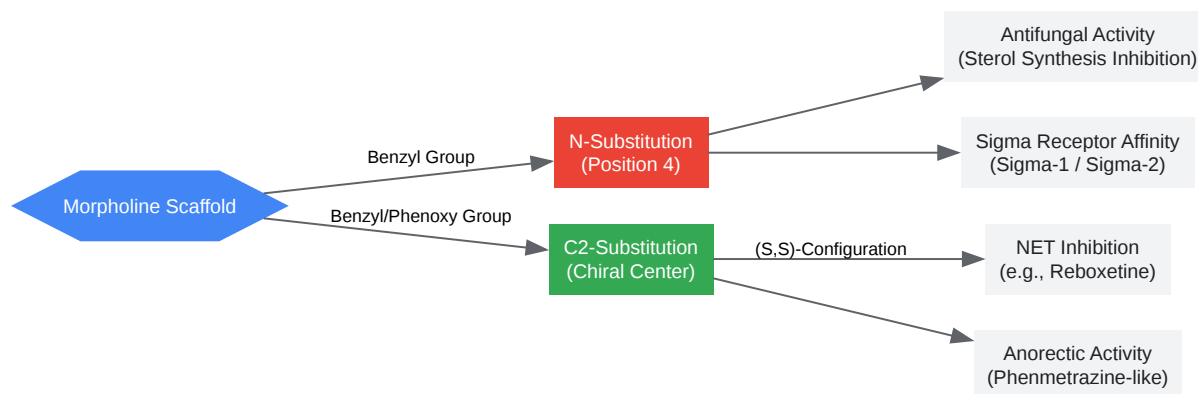 Morpholine Scaffold
Benzyl Group
Benzyl/Phenoxy Group
N-Substitution
(Position 4)
C2-Substitution
(Chiral Center)
(S,S)-Configuration
Antifungal Activity
(Sterol Synthesis Inhibition)
Sigma Receptor Affinity
(Sigma-1 / Sigma-2)
NET Inhibition
(e.g., Reboxetine)
Anorectic Activity
(Phenmetrazine-like)